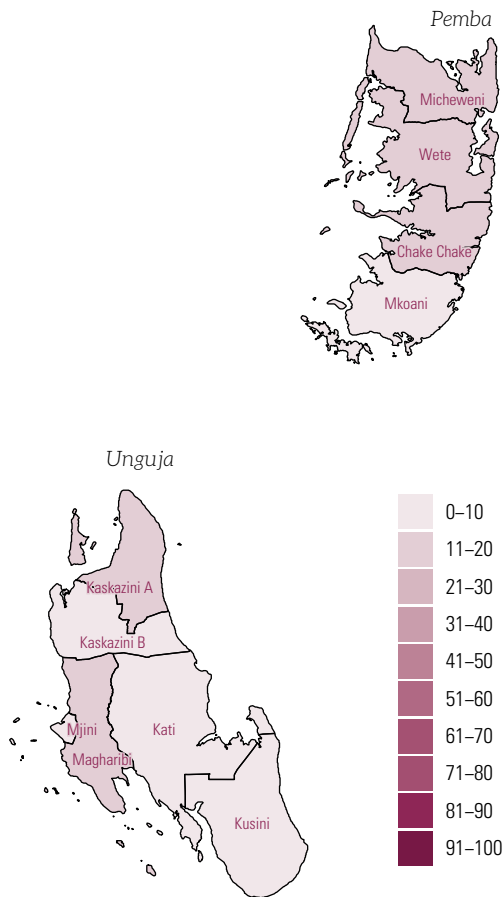 Pemba
Micheweni
Wete
Chake Chake
Mkoani
Unguja
Kaskazini A
Kaskazini B
Mjini
Kati
Magharibi
Kusini
0–10
11–20
21–30
31–40
41–50
51–60
61–70
71–80
81–90
91–100